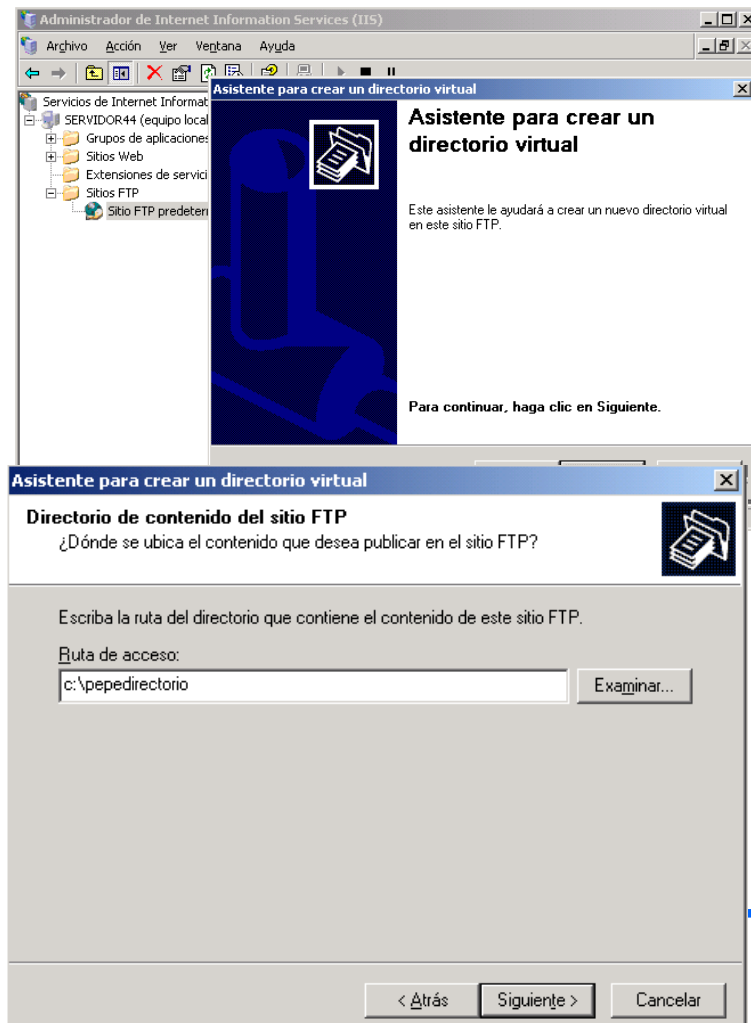 Administrador de Internet Information Services (IIS)
Archivo Acción Ver Ventana Ayuda
Asistente para crear un directorio virtual
Servicios de Internet Informat
SERVIDOR44 (equipo local
Grupos de aplicaciones
Sitios Web
Extensiones de servici
Sitios FTP
Sitio FTP predeterr
Asistente para crear un
directorio virtual
Este asistente le ayudará a crear un nuevo directorio virtual
en este sitio FTP.
Para continuar, haga clic en Siguiente.
Asistente para crear un directorio virtual
Directorio de contenido del sitio FTP
¿Dónde se ubica el contenido que desea publicar en el sitio FTP?
Escriba la ruta del directorio que contiene el contenido de este sitio FTP.
Ruta de acceso:
c:\pepedirectorio
Examinar...
< Atrás Siguiente > Cancelar